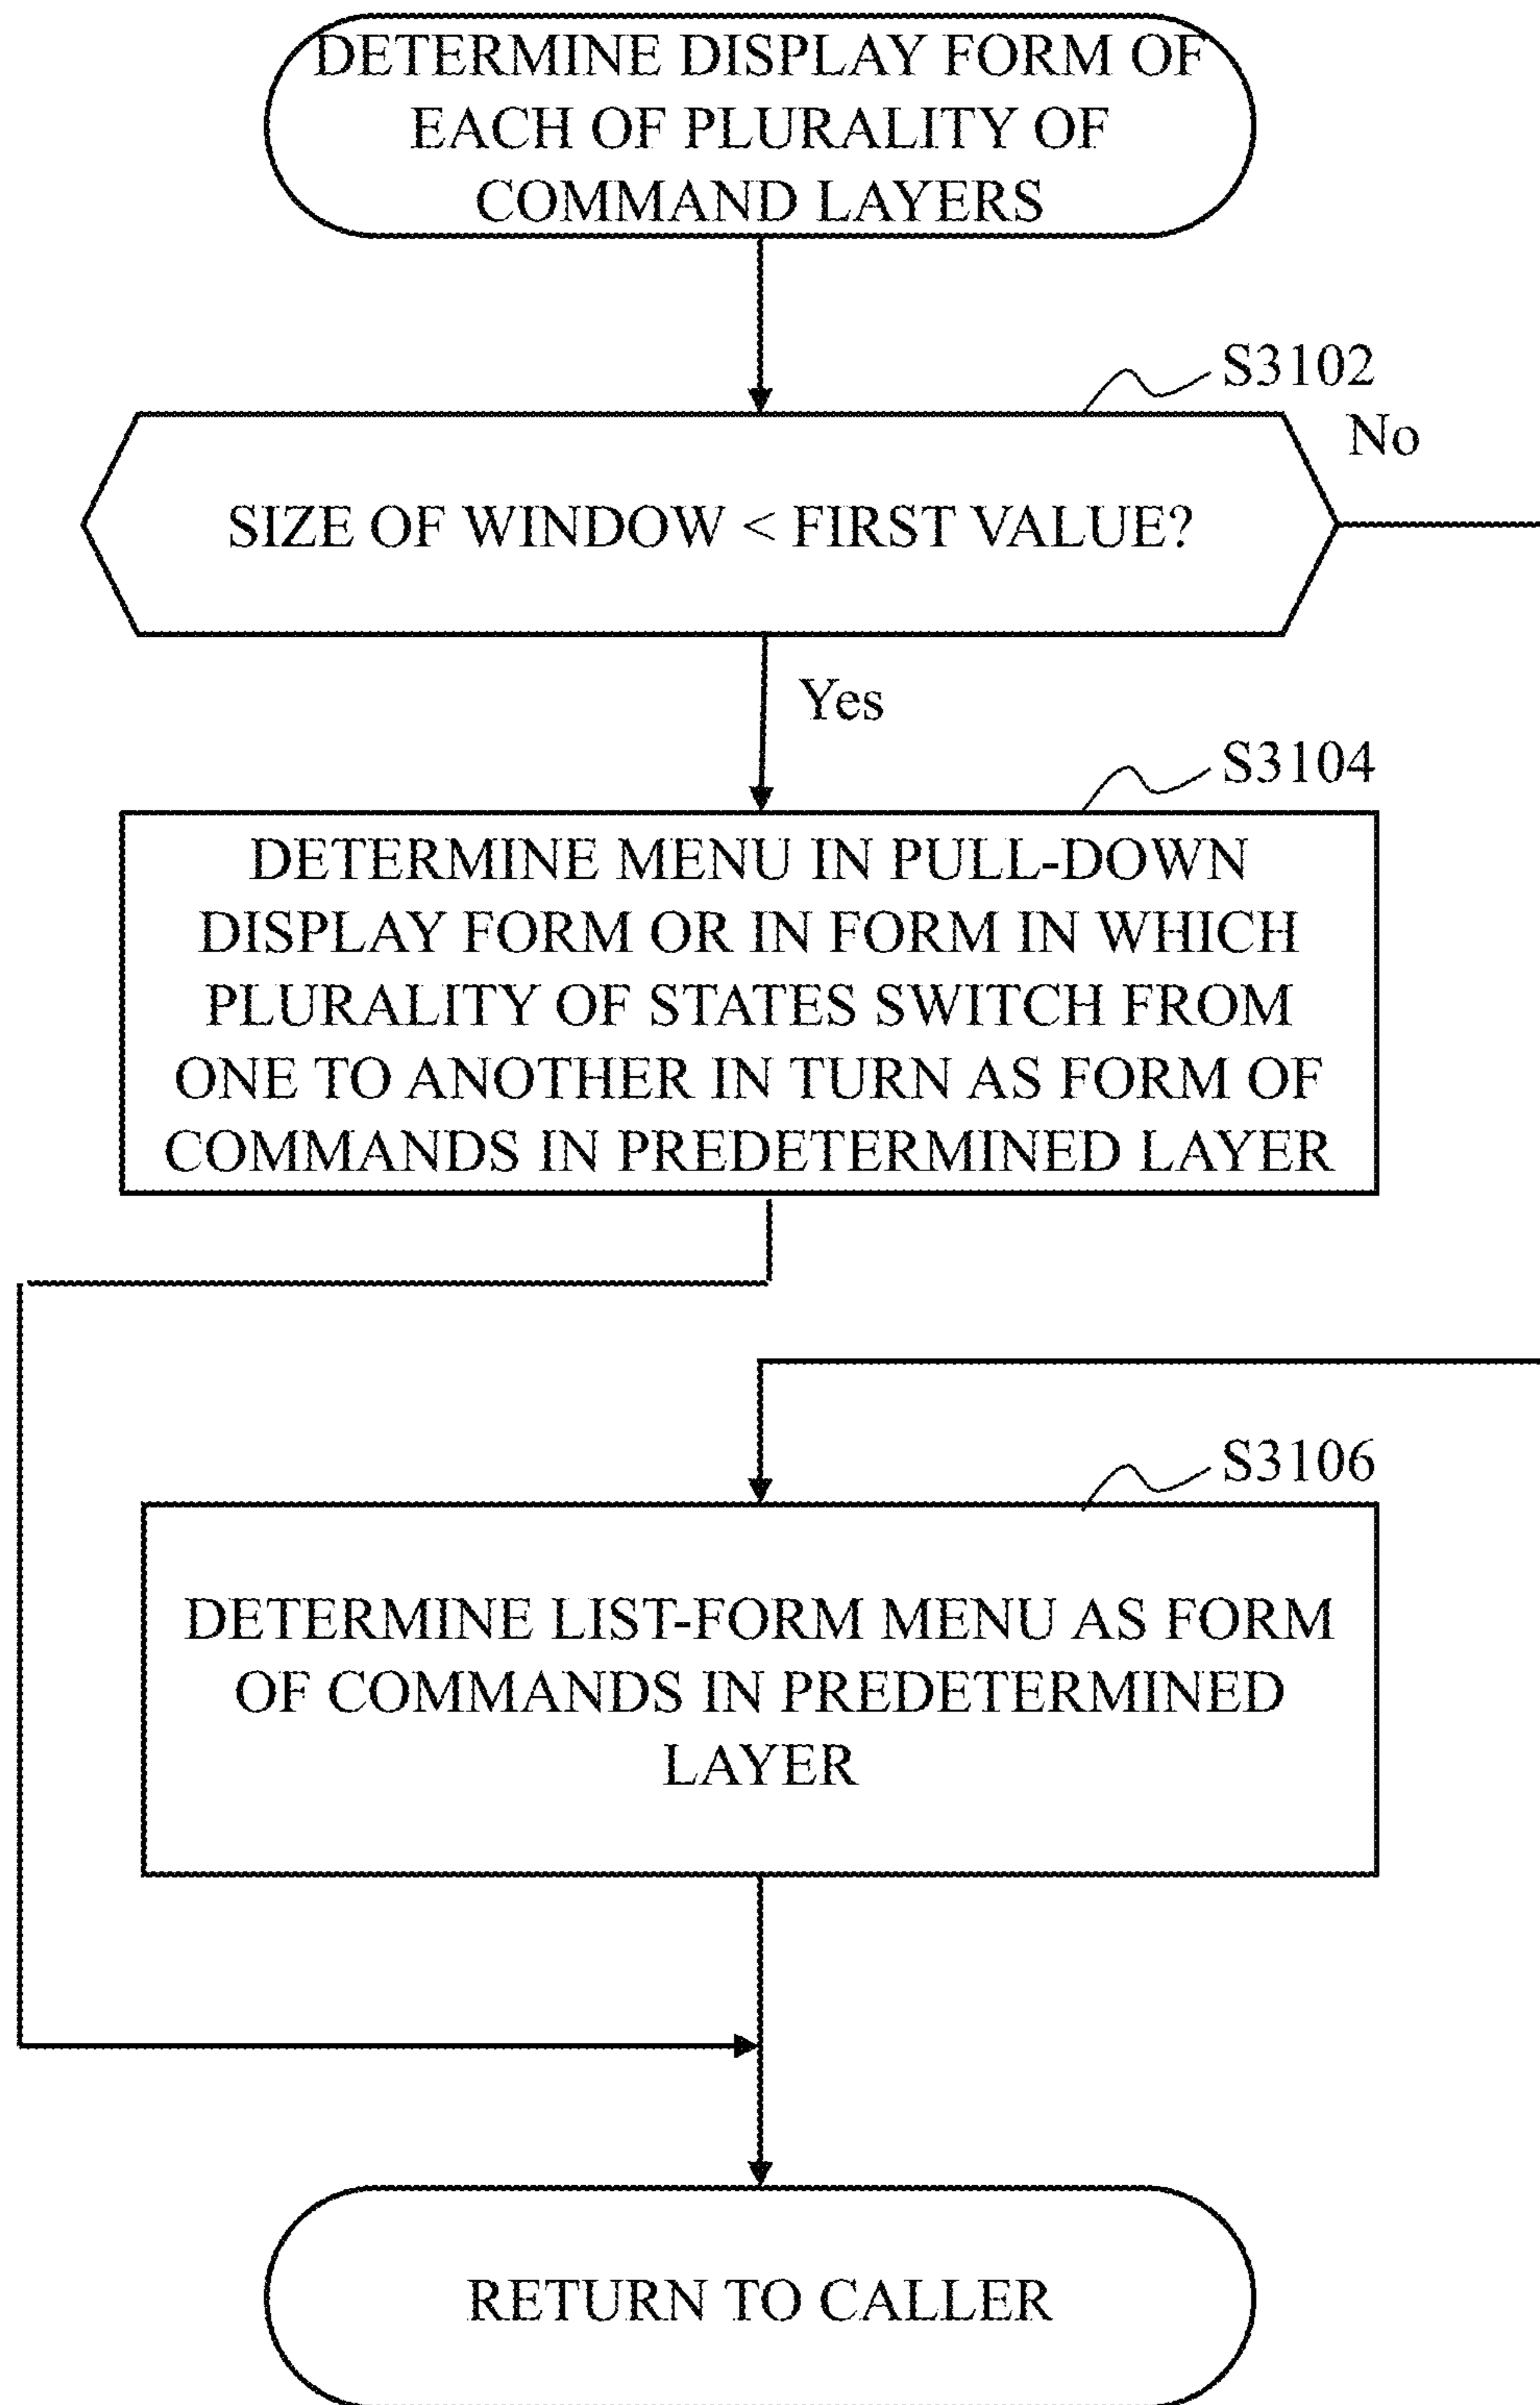 DETERMINE DISPLAY FORM OF
EACH OF PLURALITY OF
COMMAND LAYERS
S3102
No
SIZE OF WINDOW < FIRST VALUE?
Yes
S3104
DETERMINE MENU IN PULL-DOWN
DISPLAY FORM OR IN FORM IN WHICH
PLURALITY OF STATES SWITCH FROM
ONE TO ANOTHER IN TURN AS FORM OF
COMMANDS IN PREDETERMINED LAYER
S3106
DETERMINE LIST-FORM MENU AS FORM
OF COMMANDS IN PREDETERMINED
LAYER
RETURN TO CALLER